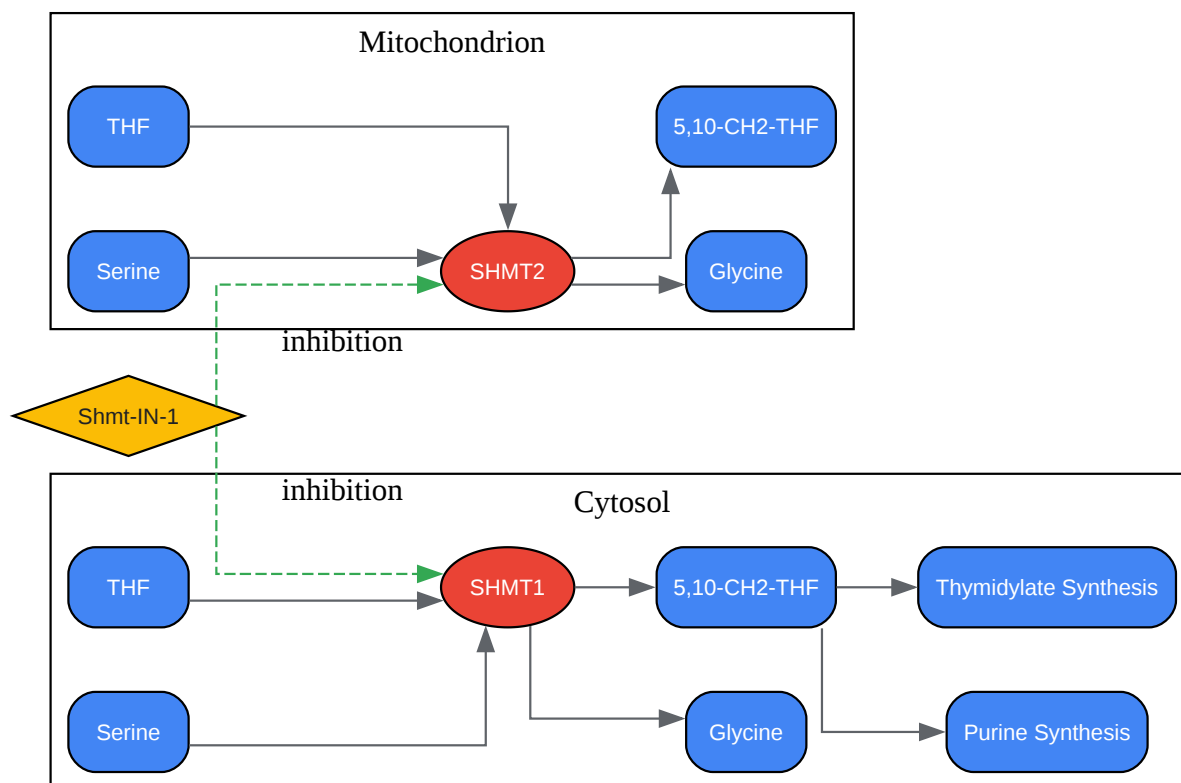 Mitochondrion
THF
5,10-CH2-THF
Serine
SHMT2
Glycine
inhibition
Shmt-IN-1
inhibition
Cytosol
THF
SHMT1
5,10-CH2-THF
Thymidylate Synthesis
Serine
Glycine
Purine Synthesis